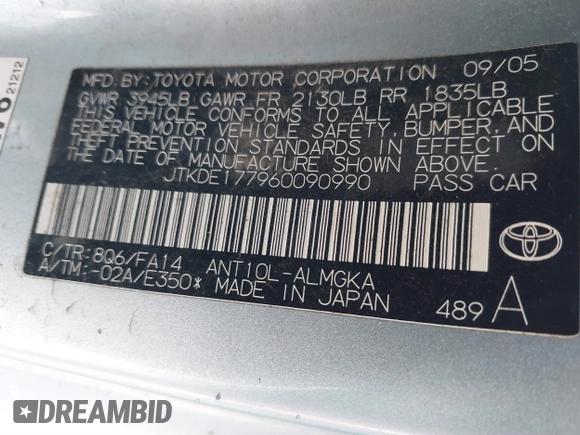 MFD. BY: TOYOTA MOTOR CORPORATION 09/05
GVWR 3945LB GAWR FR 2130LB RR 1835LB
THIS VEHICLE CONFORMS TO ALL APPLICABLE
FEDERAL MOTOR VEHICLE SAFETY, BUMPER, AND
THEFT PREVENTION STANDARDS IN EFFECT ON
THE DATE OF MANUFACTURE SHOWN ABOVE.
JTKDE177960090990 PASS CAR
C/TR: 8Q6/FA14 ANT10L-ALMGKA
A/TM: -02A/E350* MADE IN JAPAN
489 A
21212
DREAMBID